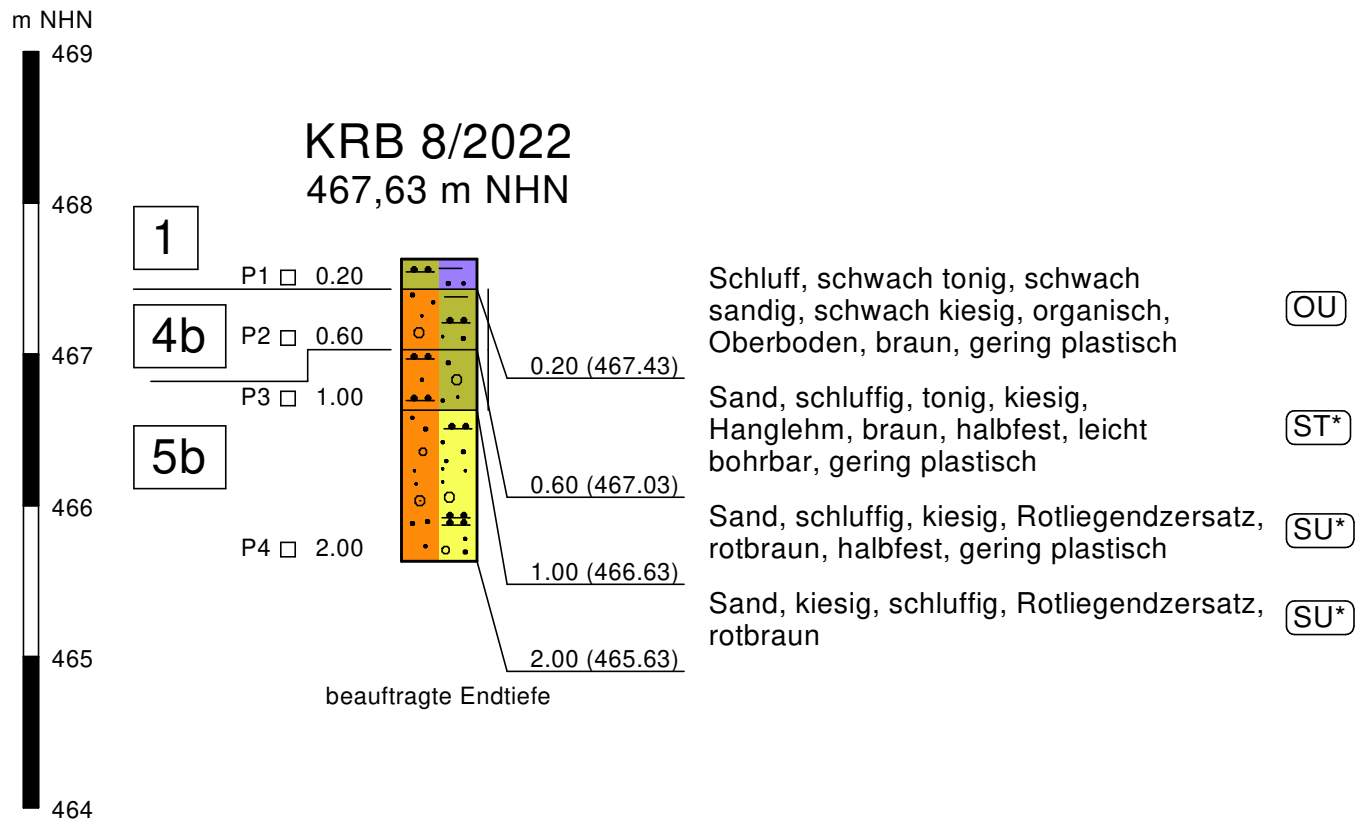 m NHN
469
468
467
466
465
464
KRB 8/2022
467,63 m NHN
1
P1 0.20
4b
P2 0.60
P3 1.00
5b
P4 2.00
beauftragte Endtiefe
0.20 (467.43)
Schluff, schwach tonig, schwach
sandig, schwach kiesig, organisch,
Oberboden, braun, gering plastisch
OU
0.60 (467.03)
Sand, schluffig, tonig, kiesig,
Hanglehm, braun, halbfest, leicht
bohrbar, gering plastisch
ST*
1.00 (466.63)
Sand, schluffig, kiesig, Rotliegendzersatz,
rotbraun, halbfest, gering plastisch
SU*
2.00 (465.63)
Sand, kiesig, schluffig, Rotliegendzersatz,
rotbraun
SU*